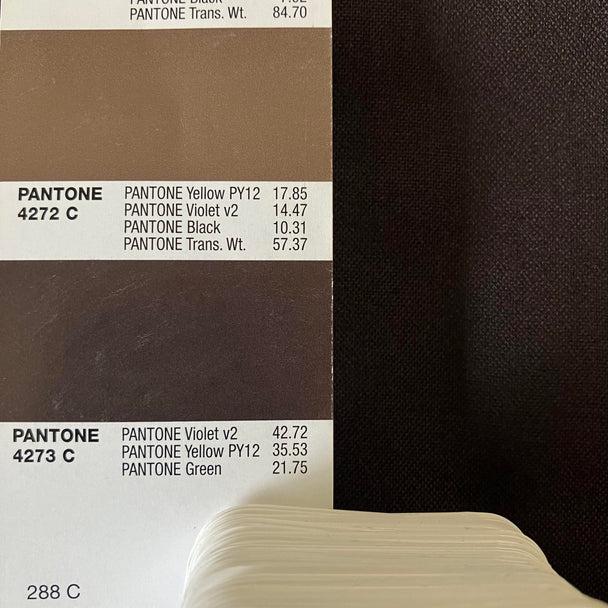 PANTONE Black
PANTONE Trans. Wt. 84.70
PANTONE 4272 C
PANTONE Yellow PY12 17.85
PANTONE Violet v2 14.47
PANTONE Black 10.31
PANTONE Trans. Wt. 57.37
PANTONE 4273 C
PANTONE Violet v2 42.72
PANTONE Yellow PY12 35.53
PANTONE Green 21.75
288 C